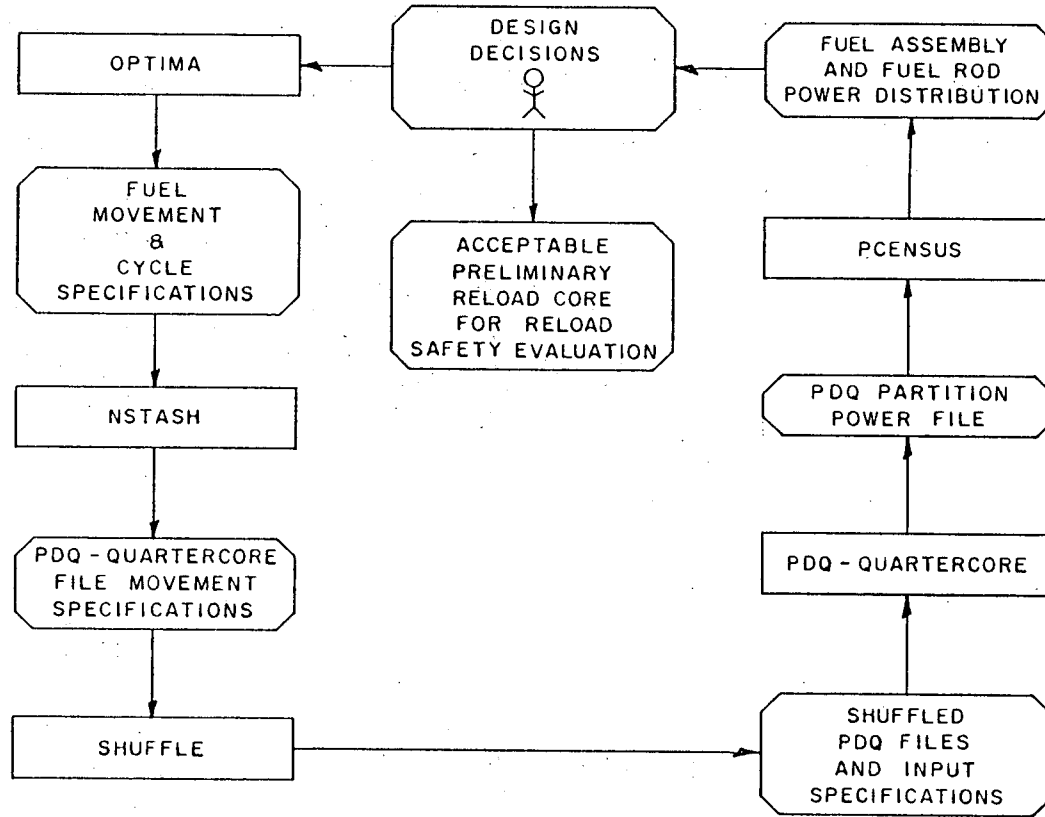 OPTIMA
DESIGN
DECISIONS
FUEL ASSEMBLY
AND FUEL ROD
POWER DISTRIBUTION
FUEL
MOVEMENT
&
CYCLE
SPECIFICATIONS
ACCEPTABLE
PRELIMINARY
RELOAD CORE
FOR RELOAD
SAFETY EVALUATION
PCENSUS
NSTASH
PDQ PARTITION
POWER FILE
PDQ - QUARTERCORE
FILE MOVEMENT
SPECIFICATIONS
PDQ - QUARTERCORE
SHUFFLE
SHUFFLED
PDQ FILES
AND INPUT
SPECIFICATIONS